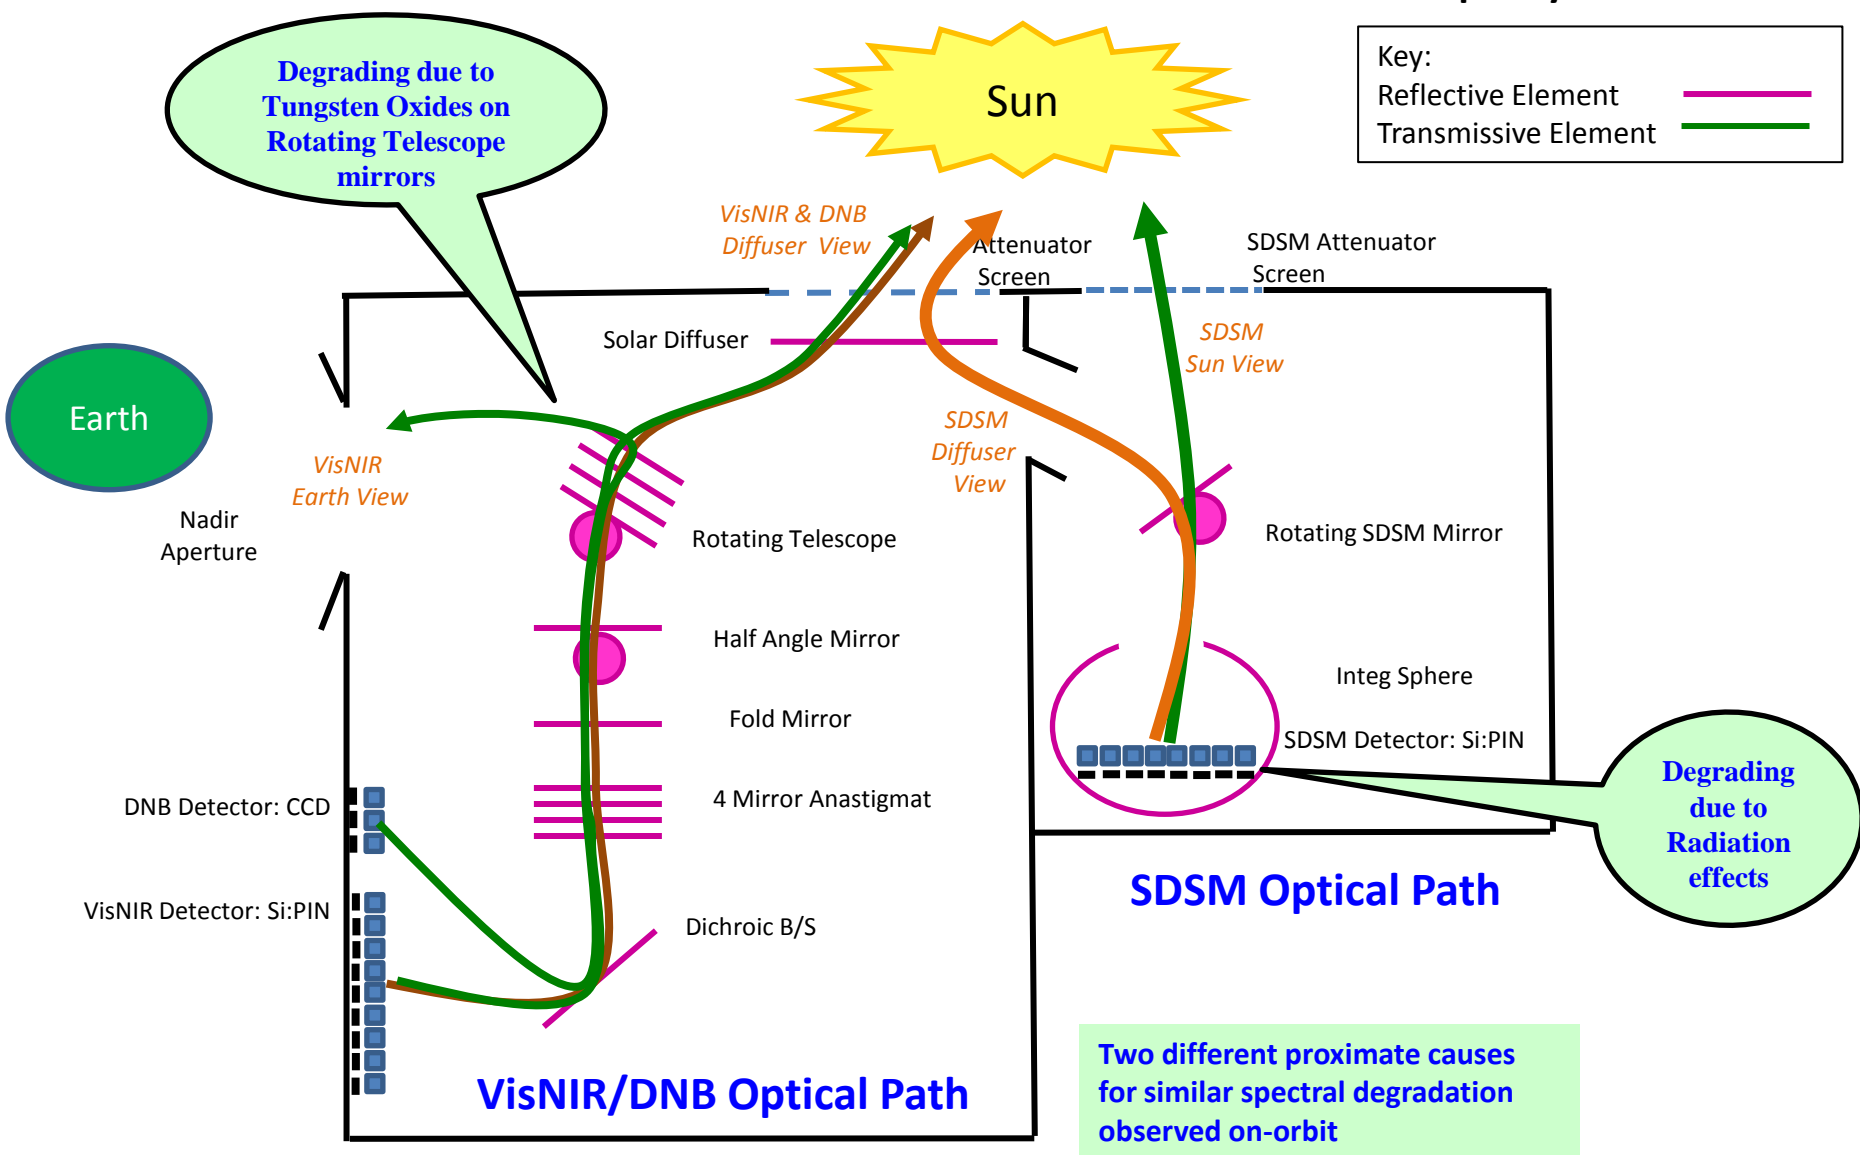 Degrading due to
Tungsten Oxides on
Rotating Telescope
mirrors
Sun
Key:
Reflective Element
Transmissive Element
VisNIR & DNB
Diffuser View
Attenuator
Screen
SDSM Attenuator
Screen
Solar Diffuser
SDSM
Sun View
Earth
SDSM
Diffuser
View
VisNIR
Earth View
Nadir
Aperture
Rotating Telescope
Rotating SDSM Mirror
Half Angle Mirror
Integ Sphere
Fold Mirror
SDSM Detector: Si:PIN
4 Mirror Anastigmat
DNB Detector: CCD
Degrading
due to
Radiation
effects
SDSM Optical Path
VisNIR Detector: Si:PIN
Dichroic B/S
VisNIR/DNB Optical Path
Two different proximate causes
for similar spectral degradation
observed on-orbit